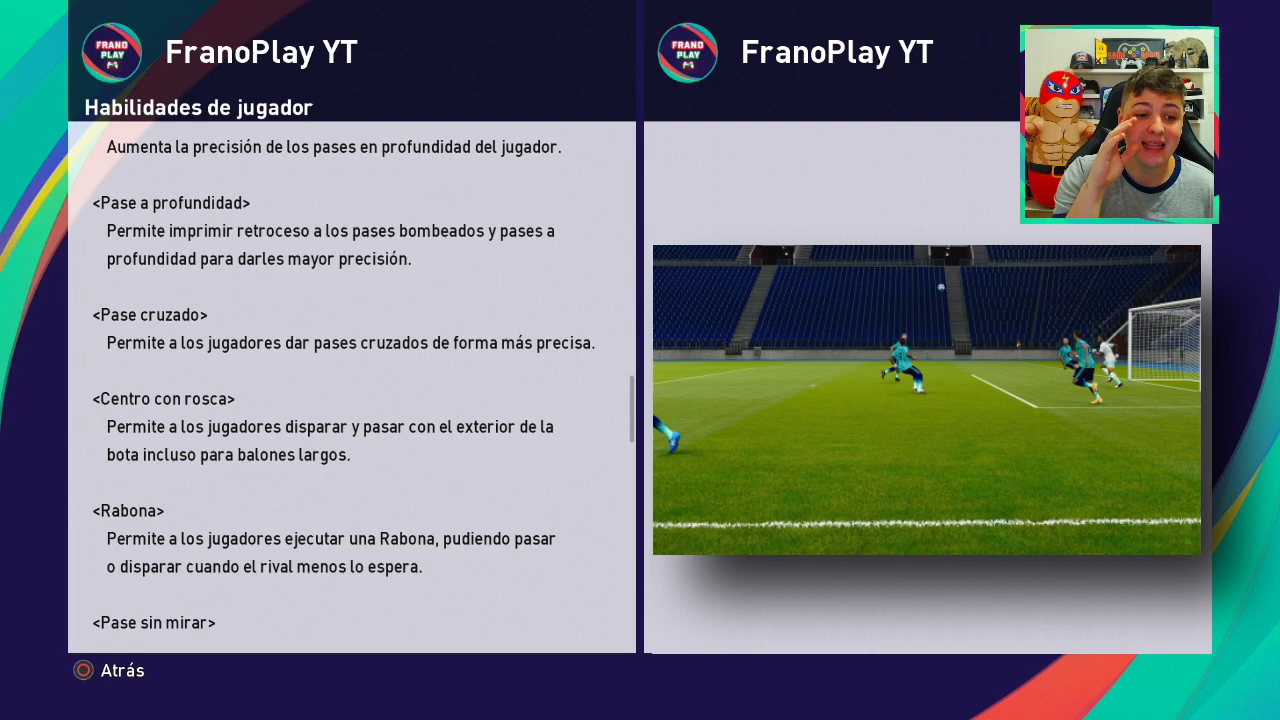 FRANO
PLAY
FranoPlay YT
Habilidades de jugador
Aumenta la precisión de los pases en profundidad del jugador.
<Pase a profundidad>
Permite imprimir retroceso a los pases bombeados y pases a
profundidad para darles mayor precisión.
<Pase cruzado>
Permite a los jugadores dar pases cruzados de forma más precisa.
<Centro con rosca>
Permite a los jugadores disparar y pasar con el exterior de la
bota incluso para balones largos.
<Rabona>
Permite a los jugadores ejecutar una Rabona, pudiendo pasar
o disparar cuando el rival menos lo espera.
<Pase sin mirar>
Atrás
FRANO
PLAY
FranoPlay YT